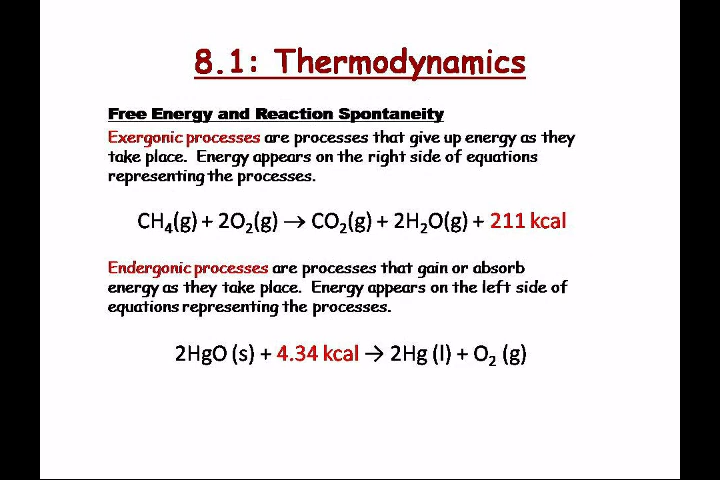 8.1: Thermodynamics
Free Energy and Reaction Spontaneity
Exergonic processes are processes that give up energy as they
take place. Energy appears on the right side of equations
representing the processes.
CH₄(g) + 2O₂(g) → CO₂(g) + 2H₂O(g) + 211 kcal
Endergonic processes are processes that gain or absorb
energy as they take place. Energy appears on the left side of
equations representing the processes.
2HgO (s) + 4.34 kcal → 2Hg (l) + O₂ (g)